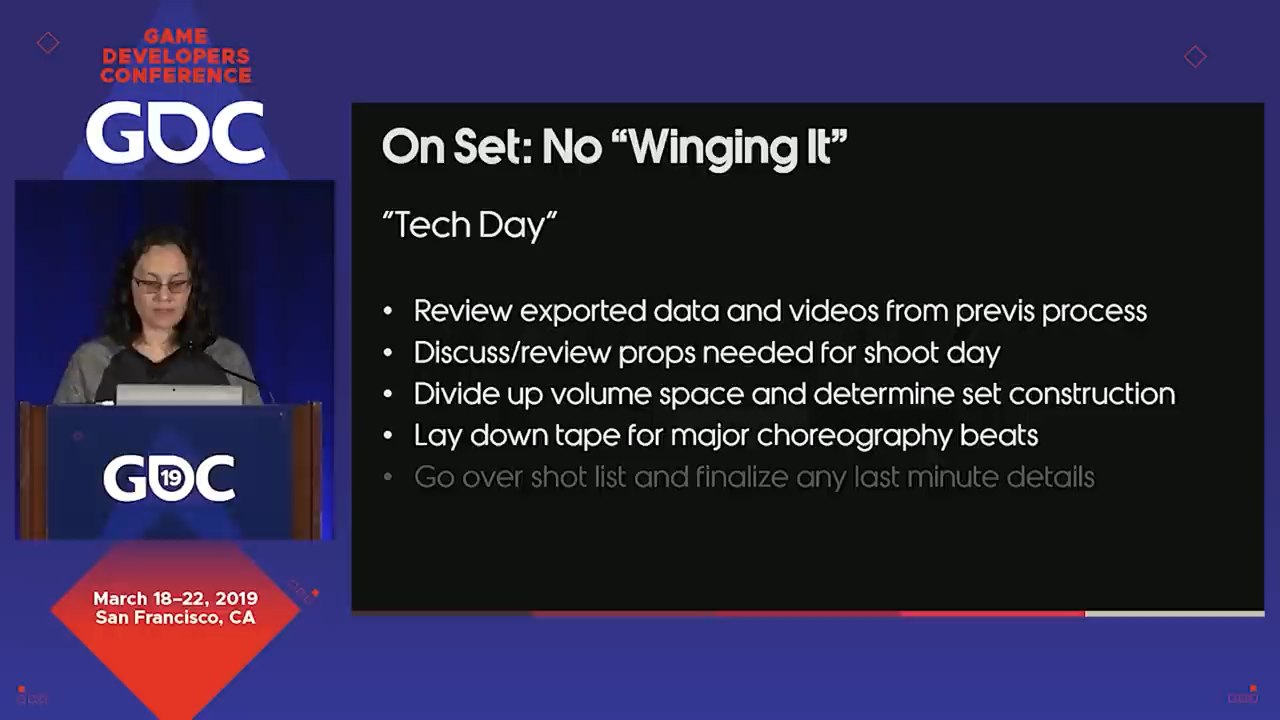 GAME
DEVELOPERS
CONFERENCE
GDC
On Set: No “Winging It”
“Tech Day“
• Review exported data and videos from previs process
• Discuss/review props needed for shoot day
• Divide up volume space and determine set construction
• Lay down tape for major choreography beats
• Go over shot list and finalize any last minute details
GDC
19
March 18–22, 2019
San Francisco, CA